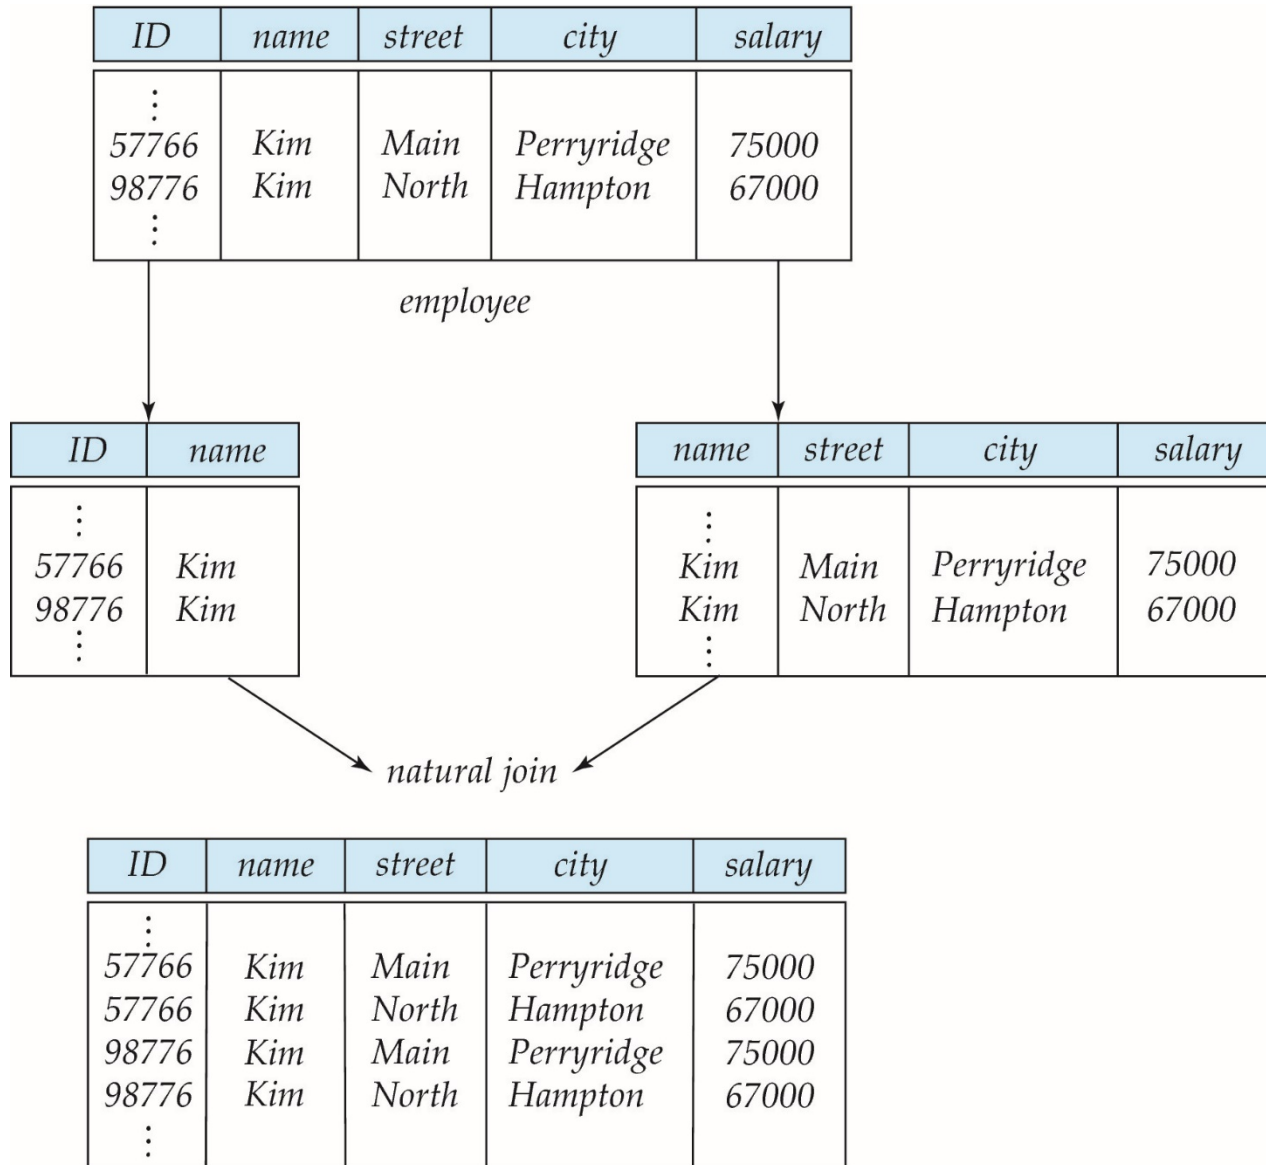 ID name street city salary
⋮
57766 Kim Main Perryridge 75000
98776 Kim North Hampton 67000
⋮
employee
ID name
⋮
57766 Kim
98776 Kim
⋮
name street city salary
⋮
Kim Main Perryridge 75000
Kim North Hampton 67000
⋮
natural join
ID name street city salary
⋮
57766 Kim Main Perryridge 75000
57766 Kim North Hampton 67000
98776 Kim Main Perryridge 75000
98776 Kim North Hampton 67000
⋮